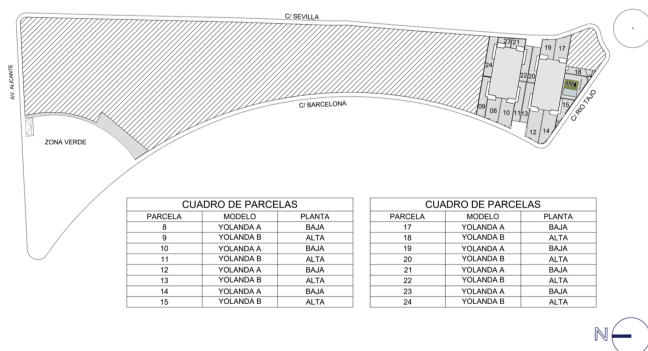 C/ SEVILLA
AV. ALICANTE
C/ BARCELONA
ZONA VERDE
C/ RIO TAJO
23 21
19 17
24
22 20
18
09 08 10 11 13
15
12 14
CUADRO DE PARCELAS
PARCELA MODELO PLANTA
8 YOLANDA A BAJA
9 YOLANDA B ALTA
10 YOLANDA A BAJA
11 YOLANDA B ALTA
12 YOLANDA A BAJA
13 YOLANDA B ALTA
14 YOLANDA A BAJA
15 YOLANDA B ALTA
CUADRO DE PARCELAS
PARCELA MODELO PLANTA
17 YOLANDA A BAJA
18 YOLANDA B ALTA
19 YOLANDA A BAJA
20 YOLANDA B ALTA
21 YOLANDA A BAJA
22 YOLANDA B ALTA
23 YOLANDA A BAJA
24 YOLANDA B ALTA
N